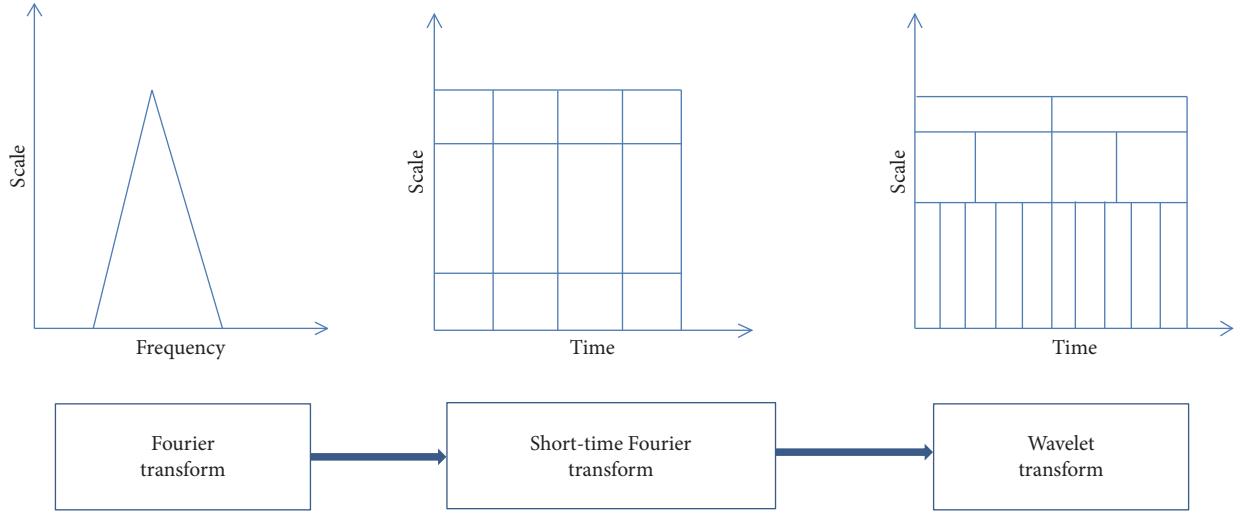 Scale
Frequency
Scale
Time
Scale
Time
Fourier
transform
Short-time Fourier
transform
Wavelet
transform